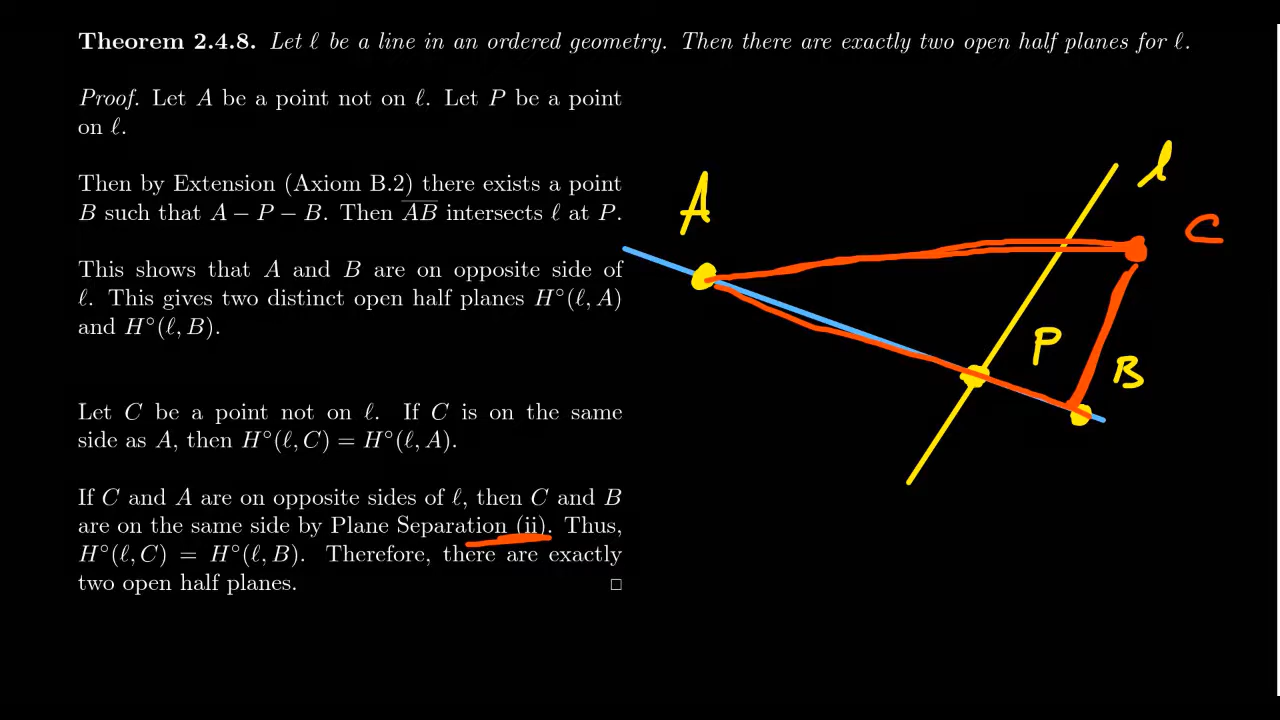 Theorem 2.4.8. Let ℓ be a line in an ordered geometry. Then there are exactly two open half planes for ℓ.
Proof. Let A be a point not on ℓ. Let P be a point
on ℓ.
Then by Extension (Axiom B.2) there exists a point
B such that A − P − B. Then A̅B̅ intersects ℓ at P.
This shows that A and B are on opposite side of
ℓ. This gives two distinct open half planes H°(ℓ, A)
and H°(ℓ, B).
Let C be a point not on ℓ. If C is on the same
side as A, then H°(ℓ, C) = H°(ℓ, A).
If C and A are on opposite sides of ℓ, then C and B
are on the same side by Plane Separation (ii). Thus,
H°(ℓ, C) = H°(ℓ, B). Therefore, there are exactly
two open half planes. □
ℓ
A
C
P
B